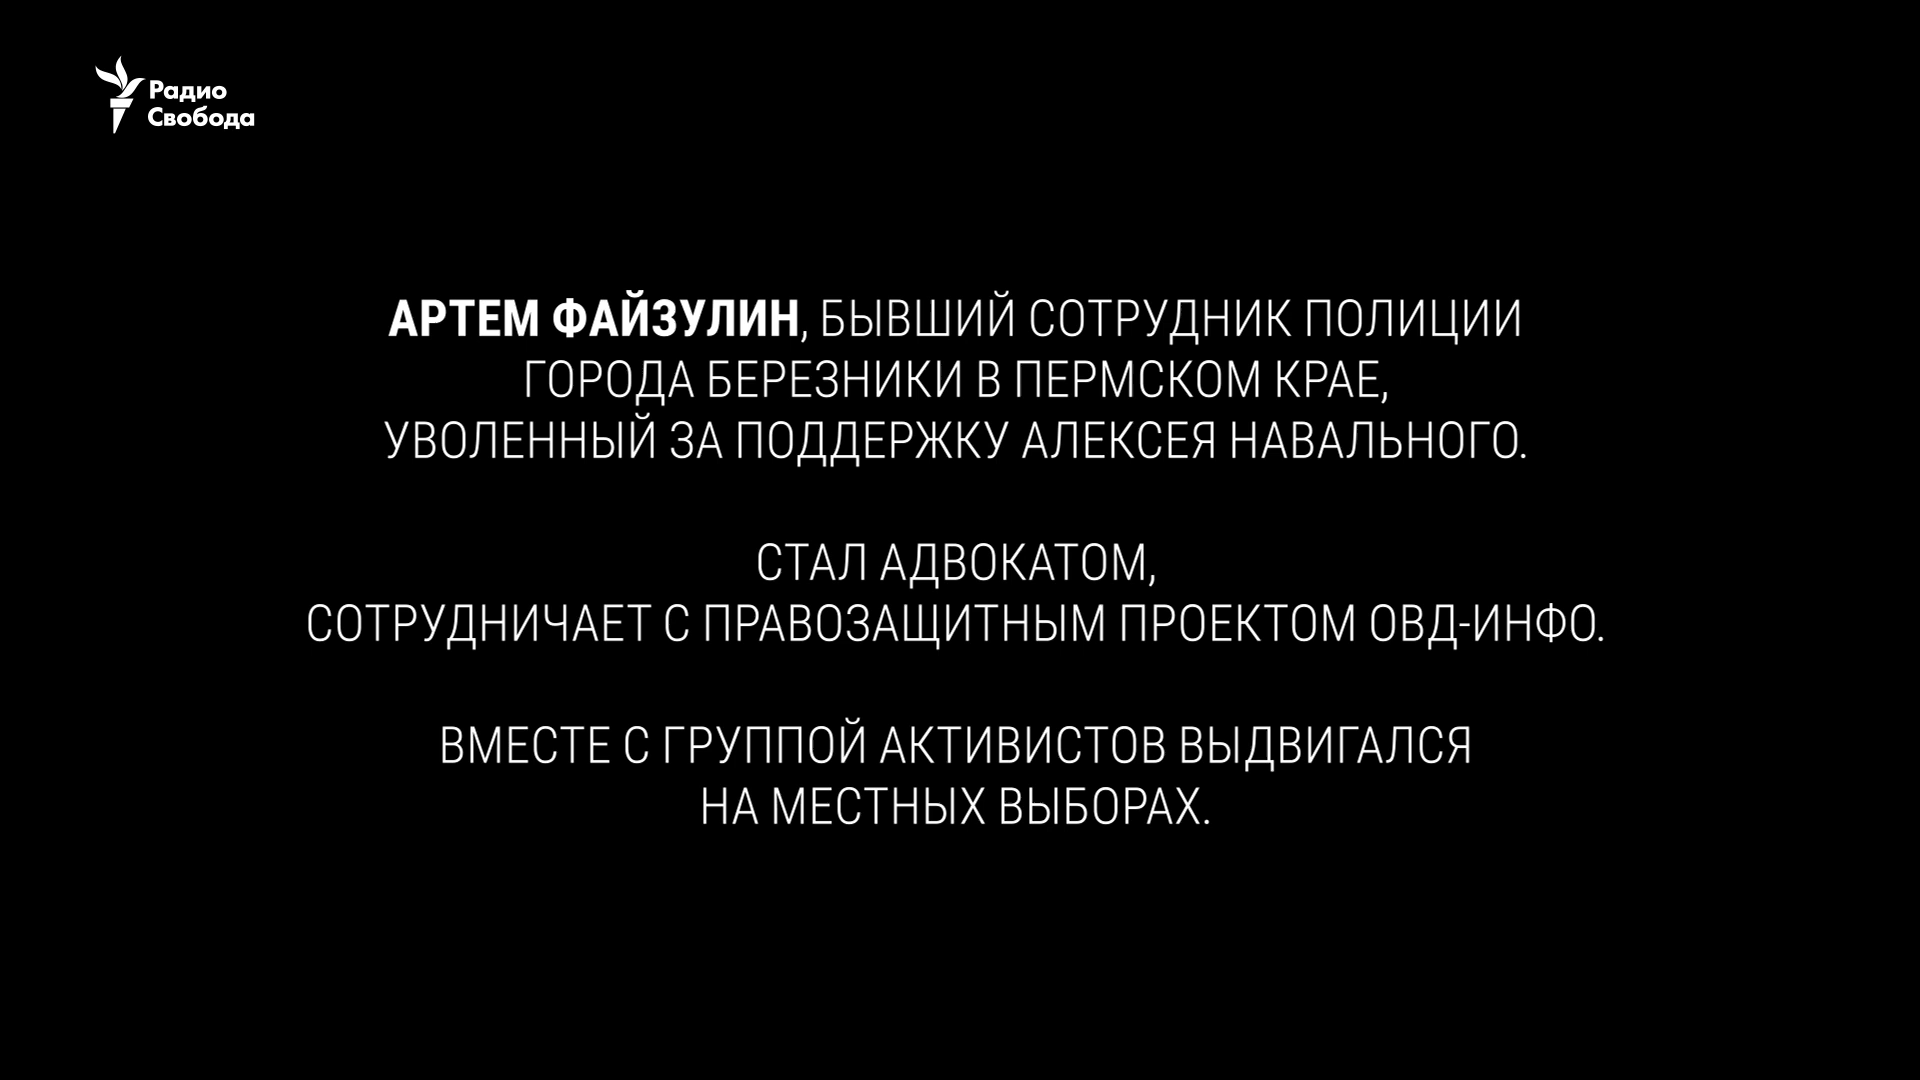 Радио
Свобода
АРТЕМ ФАЙЗУЛИН, БЫВШИЙ СОТРУДНИК ПОЛИЦИИ
ГОРОДА БЕРЕЗНИКИ В ПЕРМСКОМ КРАЕ,
УВОЛЕННЫЙ ЗА ПОДДЕРЖКУ АЛЕКСЕЯ НАВАЛЬНОГО.
СТАЛ АДВОКАТОМ,
СОТРУДНИЧАЕТ С ПРАВОЗАЩИТНЫМ ПРОЕКТОМ ОВД-ИНФО.
ВМЕСТЕ С ГРУППОЙ АКТИВИСТОВ ВЫДВИГАЛСЯ
НА МЕСТНЫХ ВЫБОРАХ.